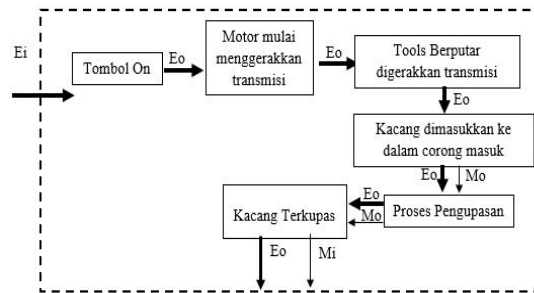 Ei
Tombol On
Eo
Motor mulai
menggerakkan
transmisi
Eo
Tools Berputar
digerakkan transmisi
Eo
Kacang dimasukkan ke
dalam corong masuk
Eo
Mo
Proses Pengupasan
Eo
Mo
Kacang Terkupas
Eo
Mi